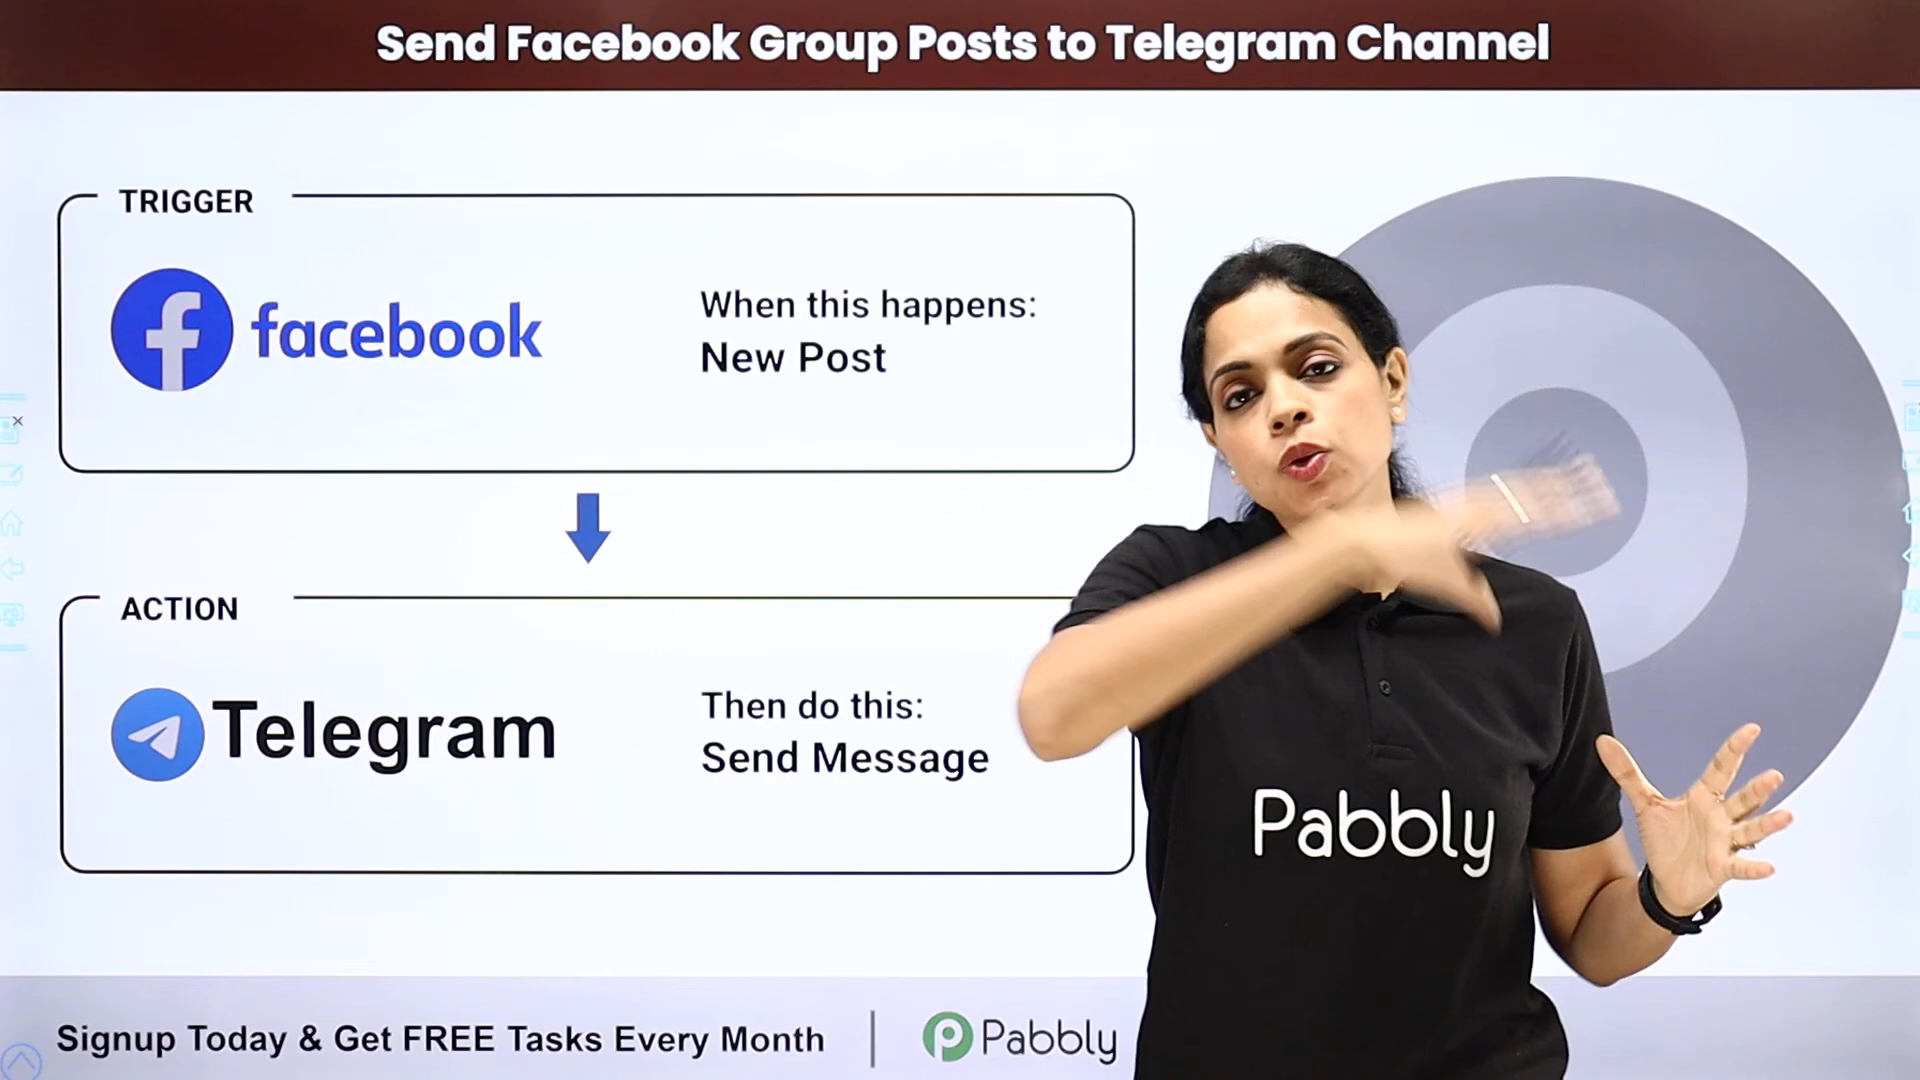 Send Facebook Group Posts to Telegram Channel
TRIGGER
facebook
When this happens:
New Post
ACTION
Telegram
Then do this:
Send Message
Pabbly
Signup Today & Get FREE Tasks Every Month
Pabbly